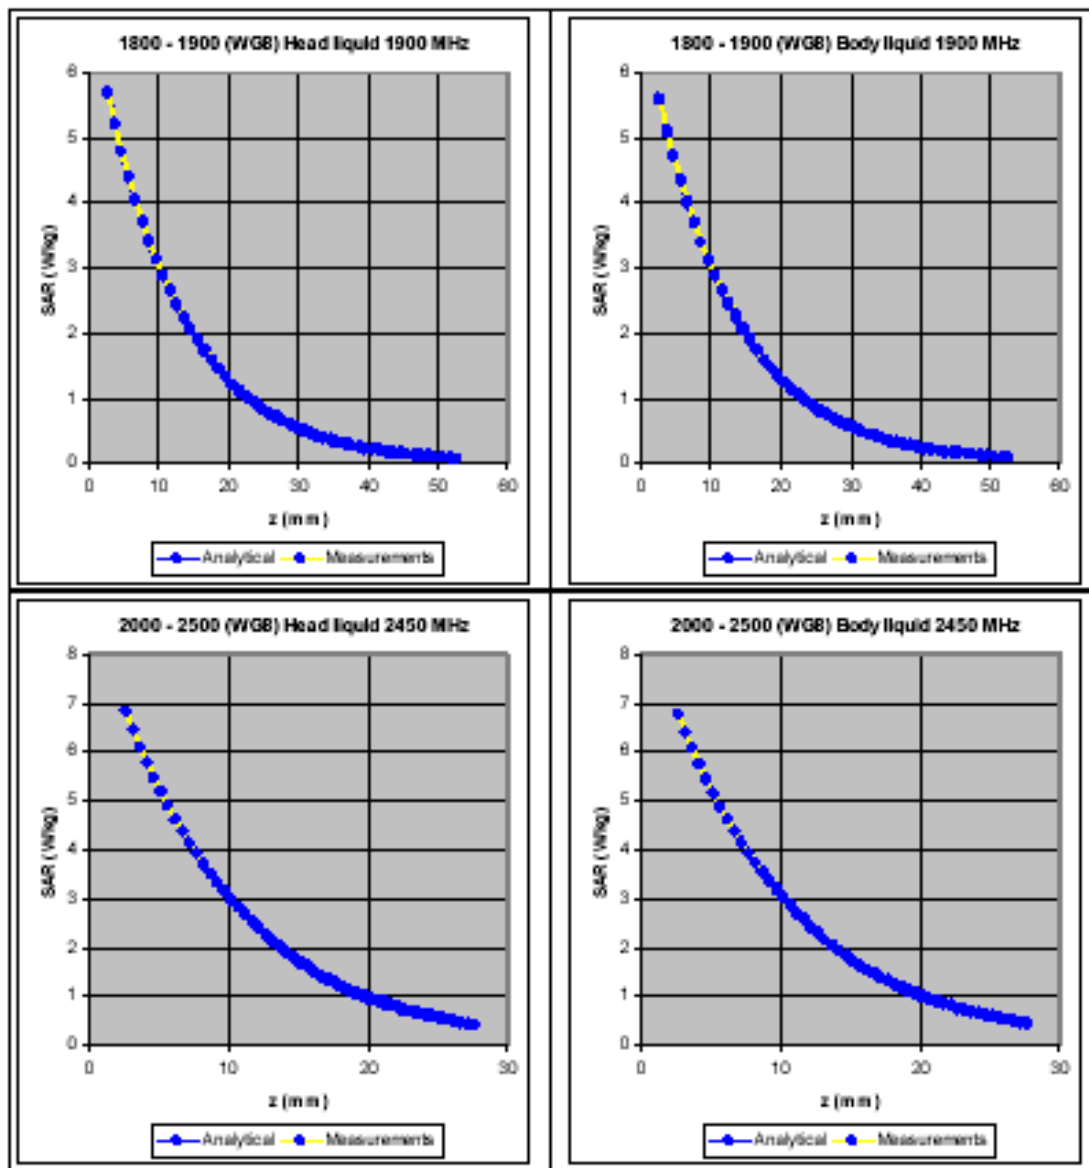 1800 - 1900 (WG8) Head liquid 1900 MHz
6
5
4
3
2
1
0
SAR (W/kg)
0 10 20 30 40 50 60
z (mm)
Analytical Measurements
1800 - 1900 (WG8) Body liquid 1900 MHz
6
5
4
3
2
1
0
SAR (W/kg)
0 10 20 30 40 50 60
z (mm)
Analytical Measurements
2000 - 2500 (WG8) Head liquid 2450 MHz
8
7
6
5
4
3
2
1
0
SAR (W/kg)
0 10 20 30
z (mm)
Analytical Measurements
2000 - 2500 (WG8) Body liquid 2450 MHz
8
7
6
5
4
3
2
1
0
SAR (W/kg)
0 10 20 30
z (mm)
Analytical Measurements